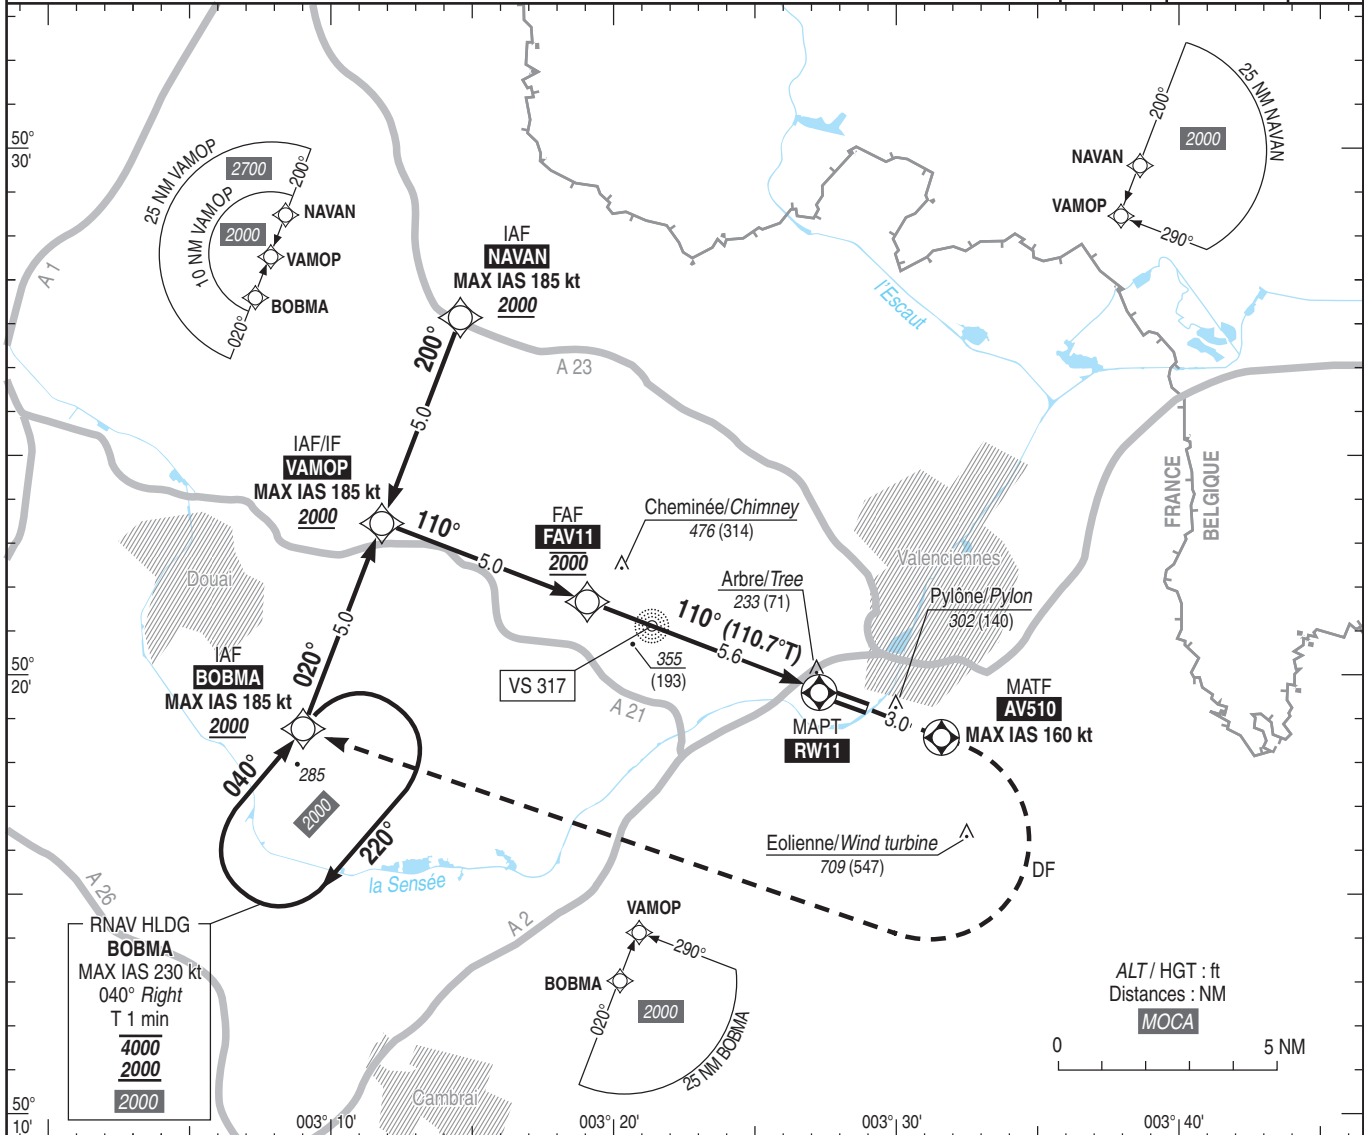 50°
30'
25 NM VAMOP
2700
200°
10 NM VAMOP
2000
NAVAN
VAMOP
BOBMA
020°
A 1
IAF
NAVAN
MAX IAS 185 kt
2000
200°
5.0
A 23
l'Escaut
25 NM NAVAN
200°
2000
NAVAN
VAMOP
290°
FRANCE
BELGIQUE
IAF/IF
VAMOP
MAX IAS 185 kt
2000
110°
5.0
FAF
FAV11
2000
Cheminée/Chimney
476 (314)
Arbre/Tree
233 (71)
Valenciennes
Pylône/Pylon
302 (140)
Douai
110° (110.7°T)
5.6
VS 317
355
(193)
A 21
50°
20'
IAF
BOBMA
MAX IAS 185 kt
2000
020°
5.0
MAPT
RW11
3.0
MATF
AV510
MAX IAS 160 kt
040°
285
2000
220°
la Sensée
Eolienne/Wind turbine
709 (547)
DF
A 26
A 2
RNAV HLDG
BOBMA
MAX IAS 230 kt
040° Right
T 1 min
4000
2000
2000
VAMOP
290°
BOBMA
020°
2000
25 NM BOBMA
Cambrai
ALT / HGT : ft
Distances : NM
MOCA
0
5 NM
50°
10'
003° 10'
003° 20'
003° 30'
003° 40'